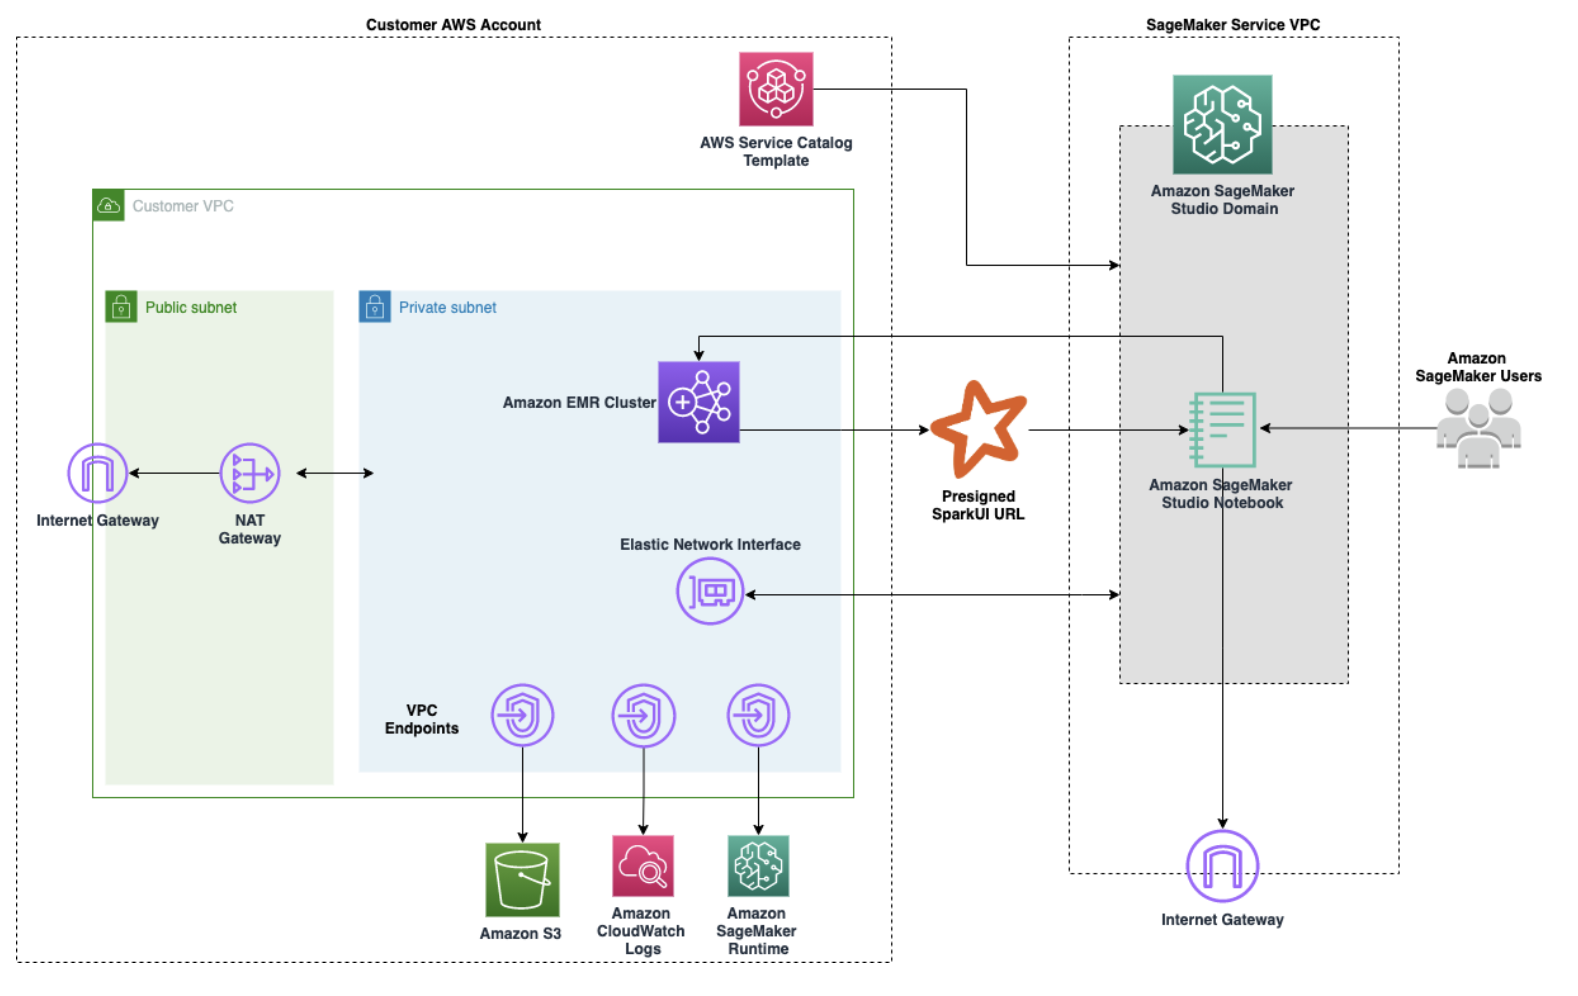 Customer AWS Account
SageMaker Service VPC
AWS Service Catalog
Template
Amazon SageMaker
Studio Domain
Customer VPC
Public subnet
Private subnet
Amazon EMR Cluster
Amazon
SageMaker Users
Internet Gateway
NAT
Gateway
Presigned
SparkUI URL
Amazon SageMaker
Studio Notebook
Elastic Network Interface
VPC
Endpoints
Amazon S3
Amazon
CloudWatch
Logs
Amazon
SageMaker
Runtime
Internet Gateway